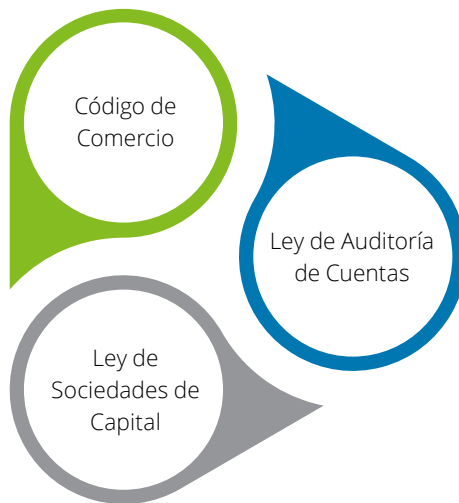 Código de
Comercio
Ley de Auditoría
de Cuentas
Ley de
Sociedades de
Capital